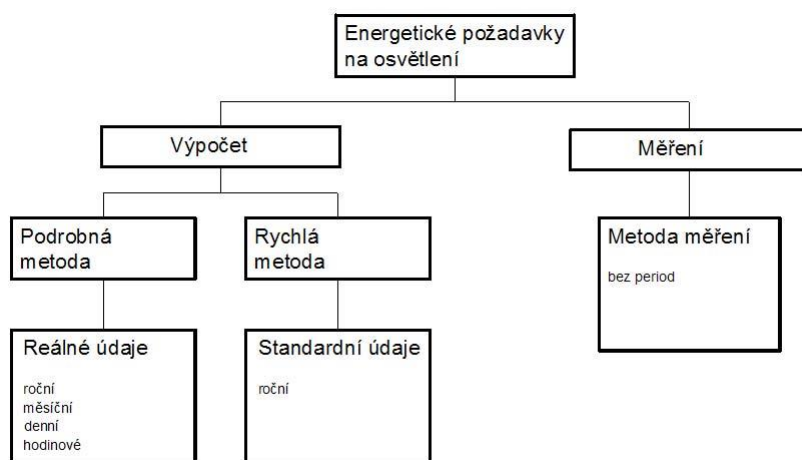 Energetické požadavky
na osvětlení
Výpočet
Měření
Podrobná
metoda
Rychlá
metoda
Metoda měření
bez period
Reálné údaje
roční
měsíční
denní
hodinové
Standardní údaje
roční